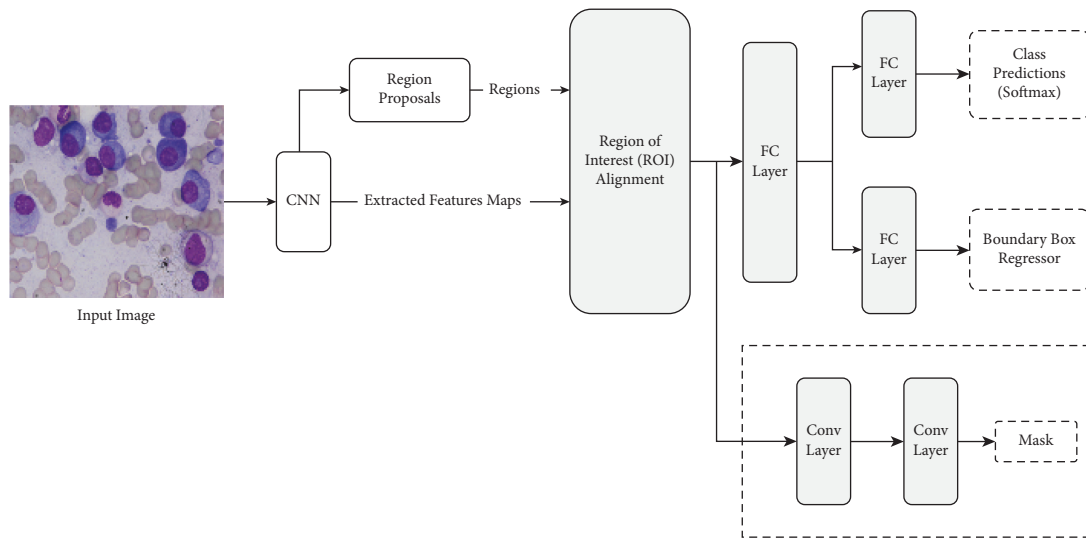 Input Image
CNN
Region
Proposals
Regions
Extracted Features Maps
Region of
Interest (ROI)
Alignment
FC
Layer
FC
Layer
Class
Predictions
(Softmax)
FC
Layer
Boundary Box
Regressor
Conv
Layer
Conv
Layer
Mask